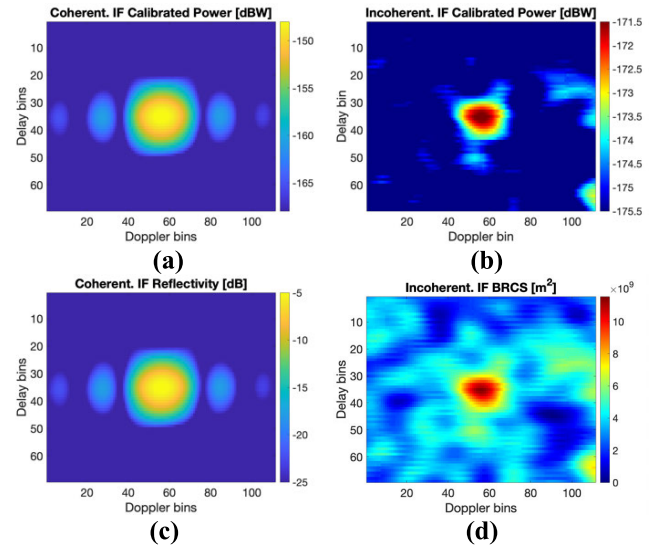 Coherent. IF Calibrated Power [dBW]
10
20
30
40
50
60
Delay bins
20 40 60 80 100
Doppler bins
-150
-155
-160
-165
(a)
Incoherent. IF Calibrated Power [dBW]
10
20
30
40
50
60
Delay bin
20 40 60 80 100
Doppler bin
-171.5
-172
-172.5
-173
-173.5
-174
-174.5
-175
-175.5
(b)
Coherent. IF Reflectivity [dB]
10
20
30
40
50
60
Delay bins
20 40 60 80 100
Doppler bins
-5
-10
-15
-20
-25
(c)
Incoherent. IF BRCS [m²]
10
20
30
40
50
60
Delay bins
20 40 60 80 100
Doppler bins
×10⁹
10
8
6
4
2
0
(d)